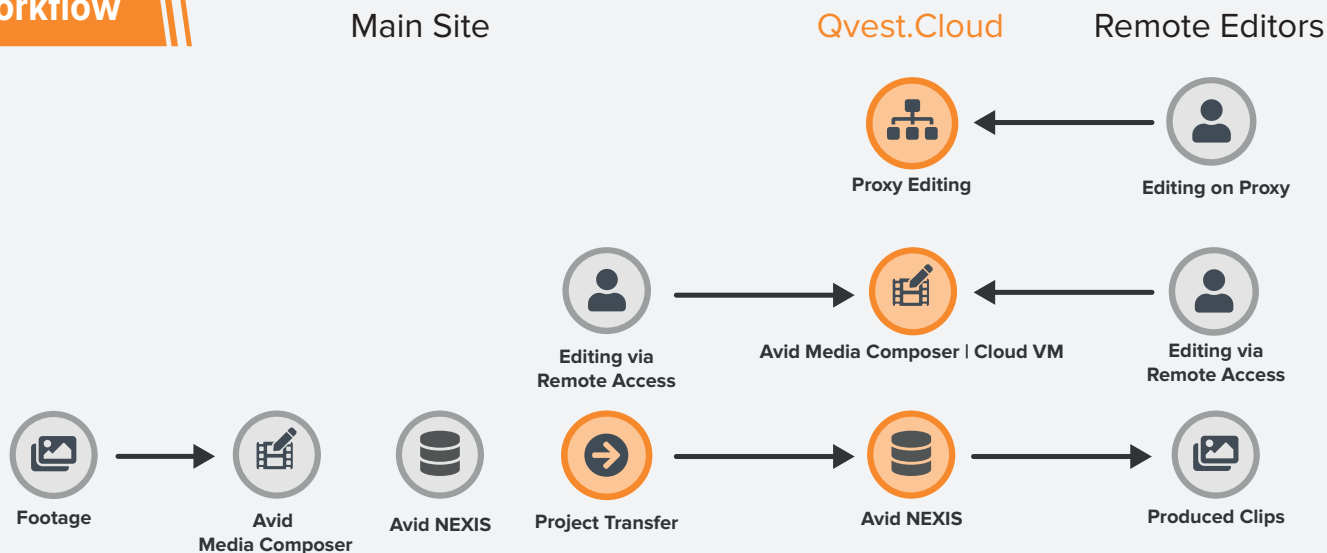 Main Site
Qvest.Cloud
Remote Editors
Proxy Editing
Editing on Proxy
Editing via
Remote Access
Avid Media Composer | Cloud VM
Editing via
Remote Access
Footage
Avid
Media Composer
Avid NEXIS
Project Transfer
Avid NEXIS
Produced Clips